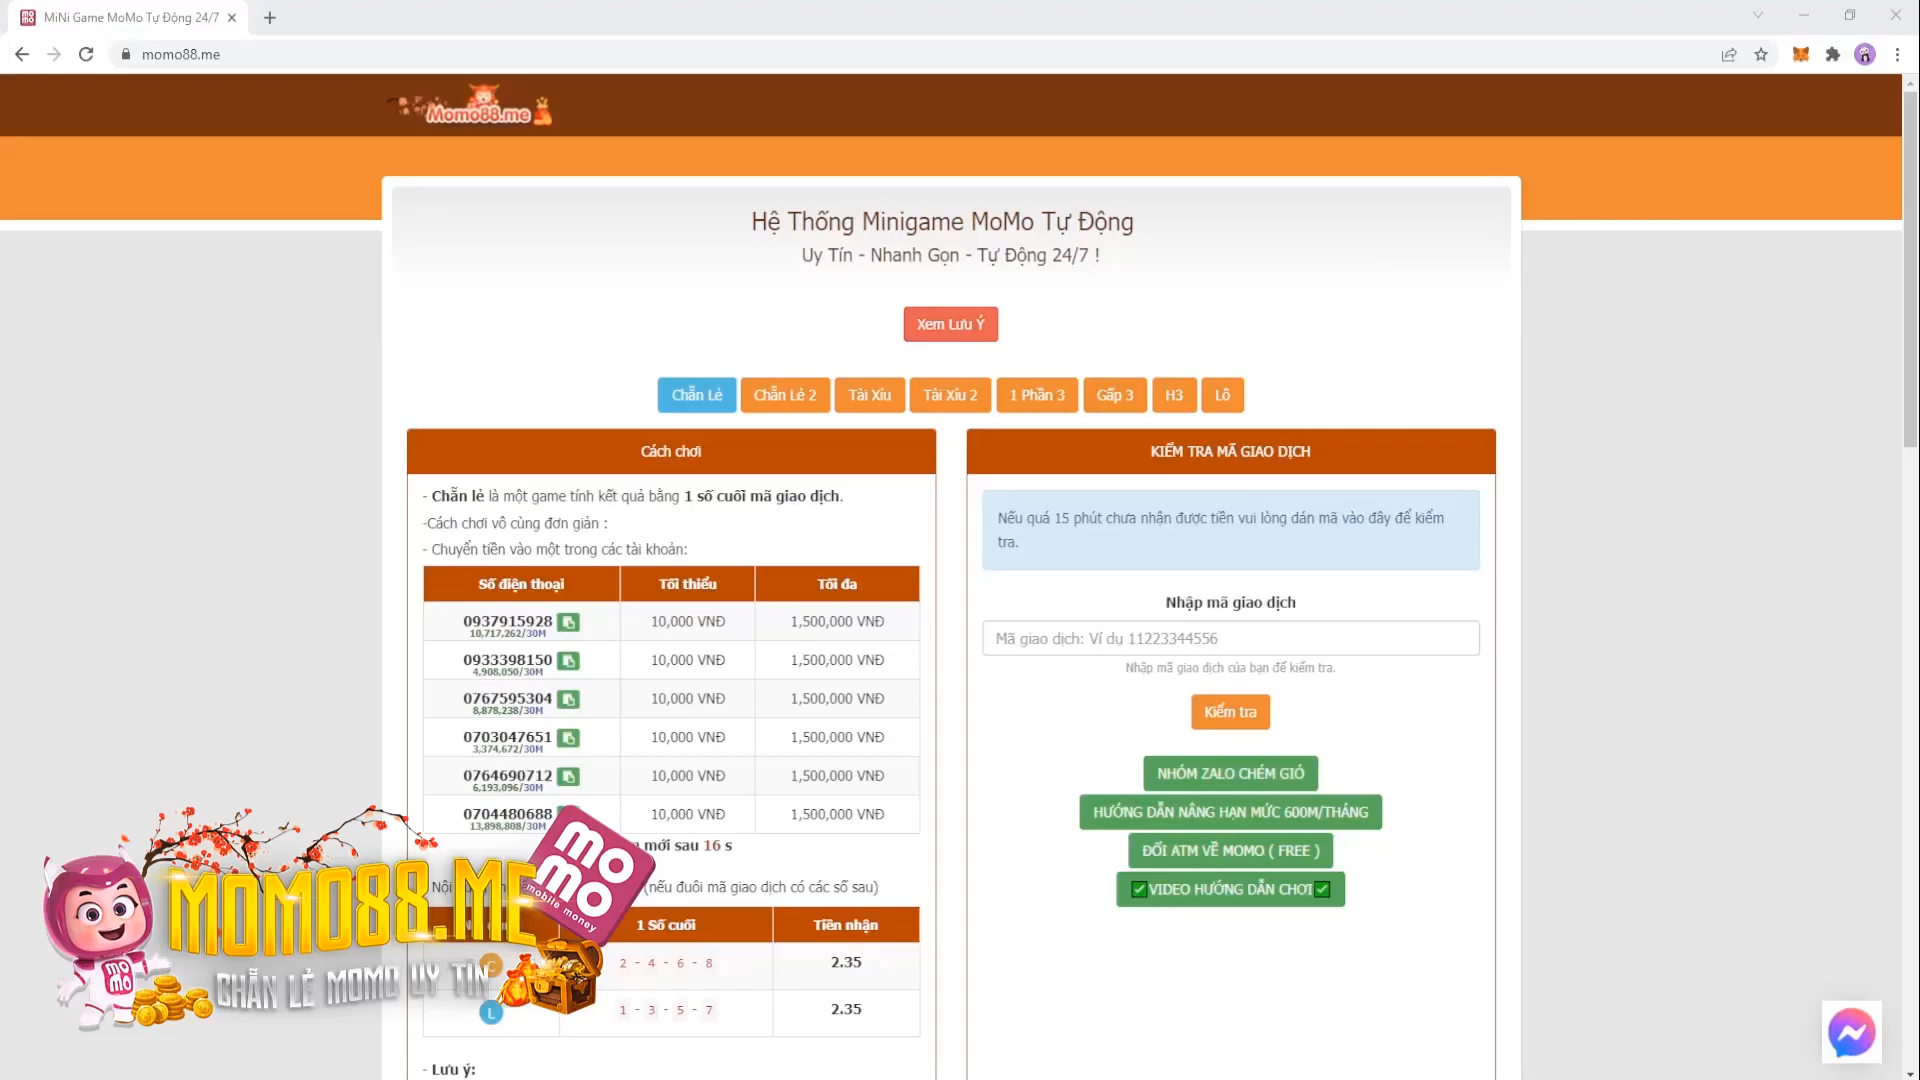 MiNi Game MoMo Tự Động 24/7
momo88.me
Momo88.me
Hệ Thống Minigame MoMo Tự Động
Uy Tín - Nhanh Gọn - Tự Động 24/7 !
Xem Lưu Ý
Chẵn Lẻ
Chẵn Lẻ 2
Tài Xỉu
Tài Xỉu 2
1 Phần 3
Gấp 3
H3
Lô
Cách chơi
- Chẵn lẻ là một game tính kết quả bằng 1 số cuối mã giao dịch.
-Cách chơi vô cùng đơn giản :
- Chuyển tiền vào một trong các tài khoản:
Số điện thoại Tối thiểu Tối đa
0937915928 10,000 VNĐ 1,500,000 VNĐ
10,717,262/30M
0933398150 10,000 VNĐ 1,500,000 VNĐ
4,908,050/30M
0767595304 10,000 VNĐ 1,500,000 VNĐ
8,878,238/30M
0703047651 10,000 VNĐ 1,500,000 VNĐ
3,374,672/30M
0764690712 10,000 VNĐ 1,500,000 VNĐ
6,193,096/30M
0704480688 10,000 VNĐ 1,500,000 VNĐ
13,898,808/30M
mới sau 16 s
(nếu đuôi mã giao dịch có các số sau)
1 Số cuối Tiền nhận
C 2 - 4 - 6 - 8 2.35
L 1 - 3 - 5 - 7 2.35
- Lưu ý:
KIỂM TRA MÃ GIAO DỊCH
Nếu quá 15 phút chưa nhận được tiền vui lòng dán mã vào đây để kiểm
tra.
Nhập mã giao dịch
Mã giao dịch: Ví dụ 11223344556
Nhập mã giao dịch của bạn để kiểm tra.
Kiểm tra
NHÓM ZALO CHÉM GIÓ
HƯỚNG DẪN NÂNG HẠN MỨC 600M/THÁNG
ĐỔI ATM VỀ MOMO ( FREE )
VIDEO HƯỚNG DẪN CHƠI
MOMO88.ME
CHẴN LẺ MOMO UY TÍN
mo
mo
mobile money
mo
mo